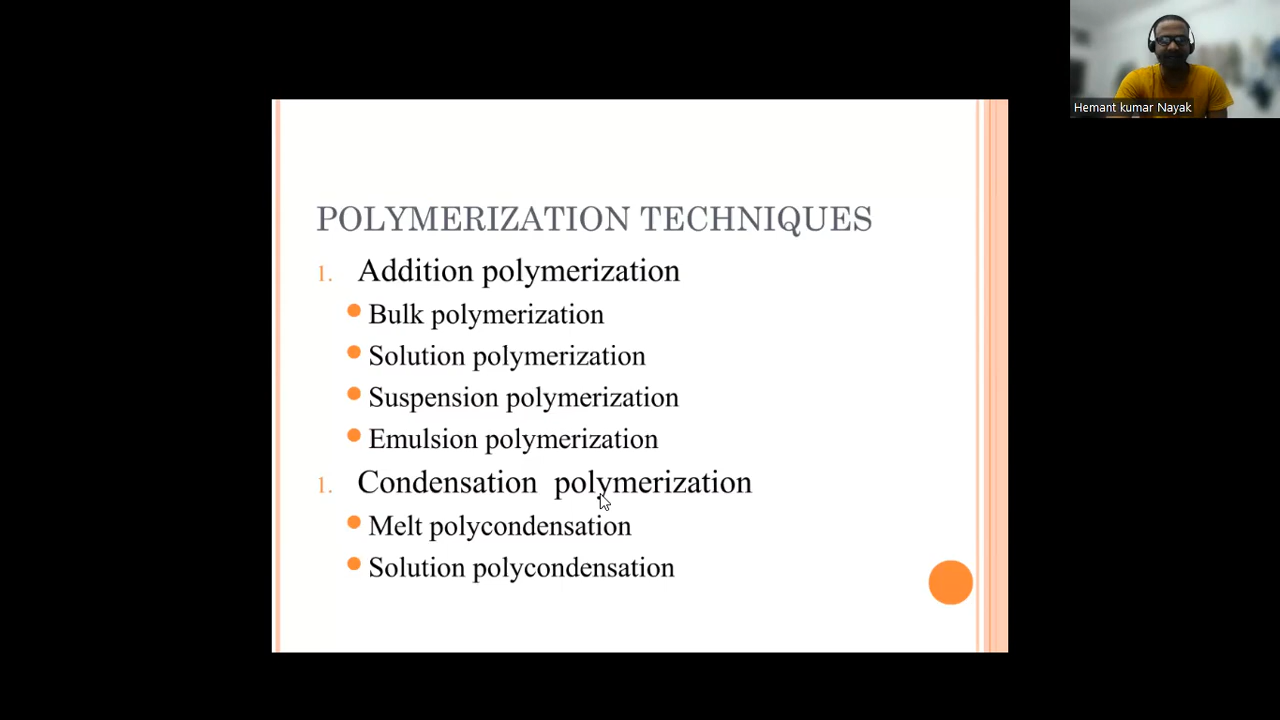 Hemant kumar Nayak
POLYMERIZATION TECHNIQUES
1. Addition polymerization
Bulk polymerization
Solution polymerization
Suspension polymerization
Emulsion polymerization
1. Condensation polymerization
Melt polycondensation
Solution polycondensation